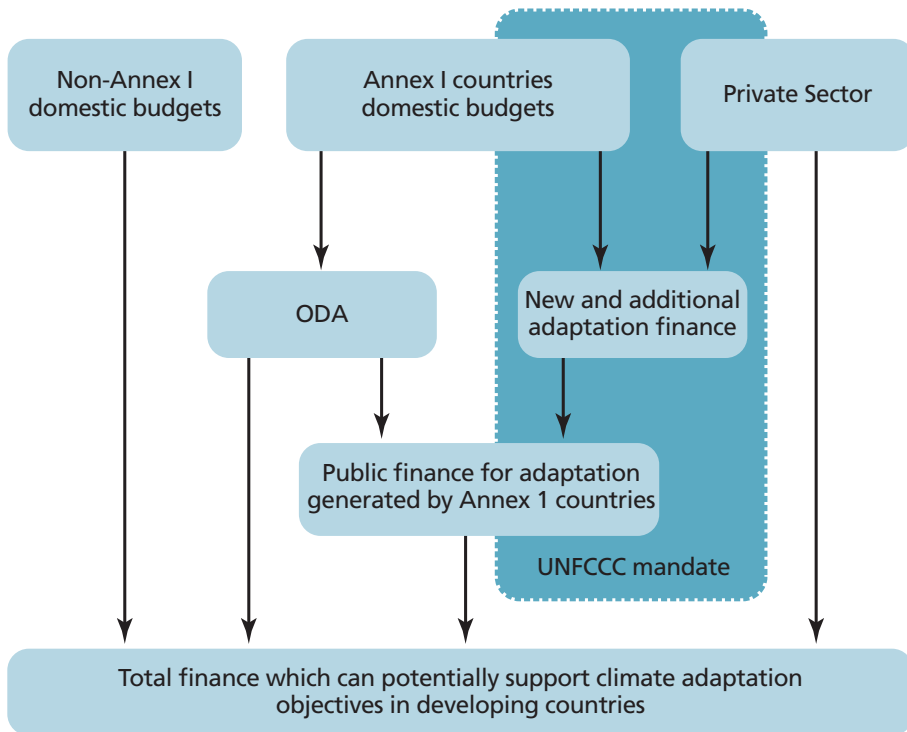 Non-Annex I
domestic budgets
Annex I countries
domestic budgets
Private Sector
ODA
New and additional
adaptation finance
Public finance for adaptation
generated by Annex 1 countries
UNFCCC mandate
Total finance which can potentially support climate adaptation
objectives in developing countries